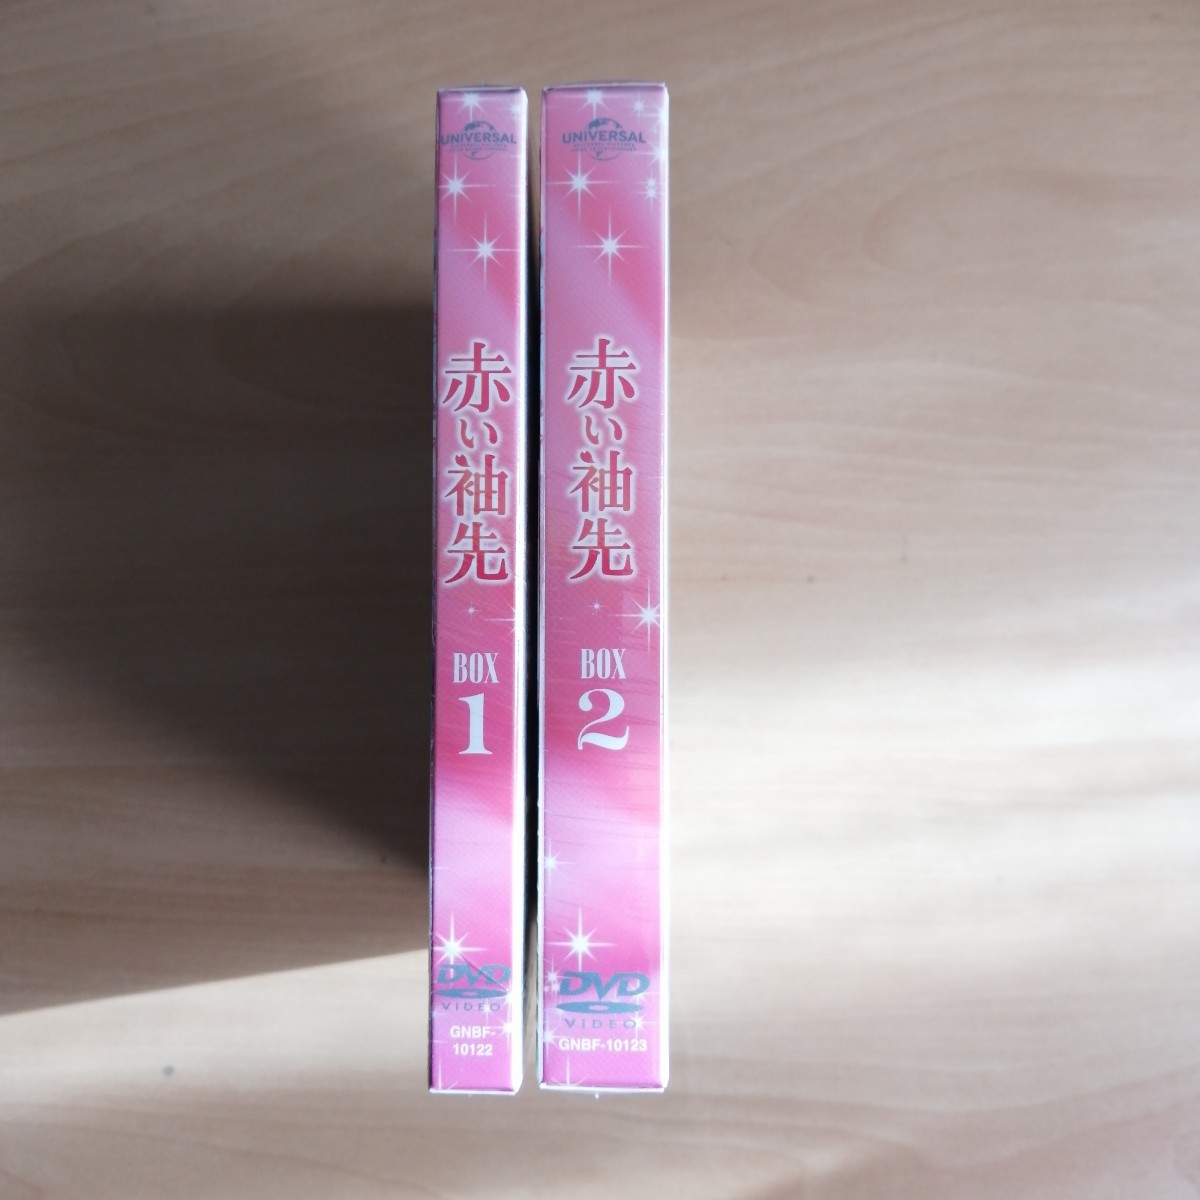 UNIVERSAL
赤い袖先
BOX
1
DVD
VIDEO
GNBF-
10122
UNIVERSAL
赤い袖先
BOX
2
DVD
VIDEO
GNBF-10123